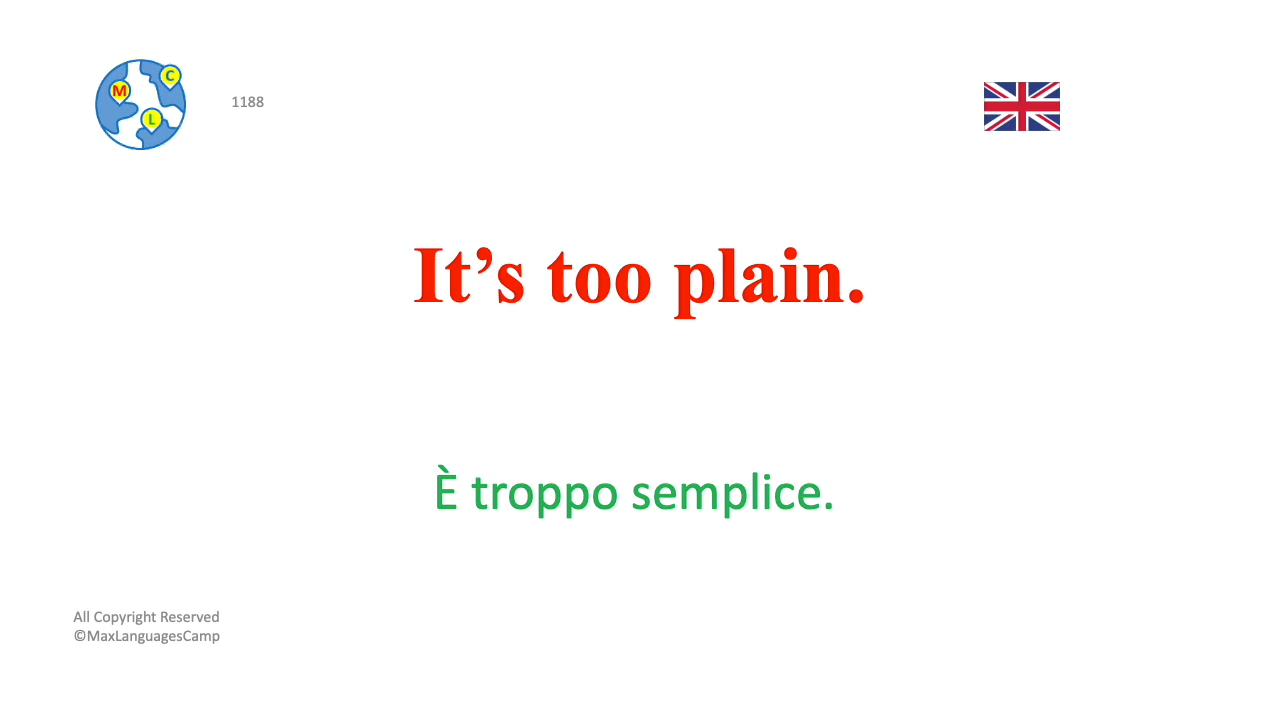 M
C
L
1188
It’s too plain.
È troppo semplice.
All Copyright Reserved
©MaxLanguagesCamp